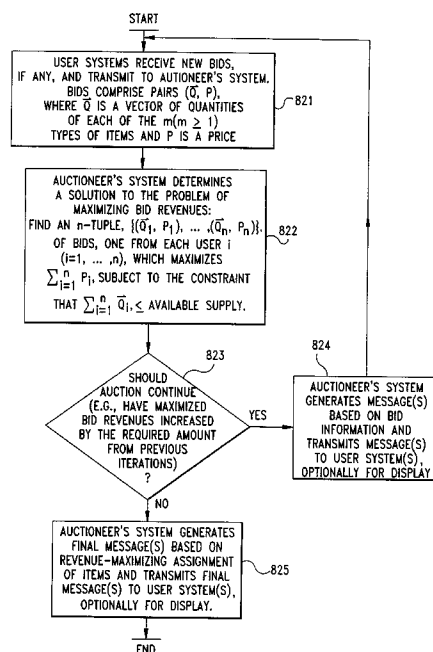 START
USER SYSTEMS RECEIVE NEW BIDS,
IF ANY, AND TRANSMIT TO AUTIONEER'S SYSTEM.
BIDS COMPRISE PAIRS (Q⃗, P),
WHERE Q⃗ IS A VECTOR OF QUANTITIES
OF EACH OF THE m(m ≥ 1)
TYPES OF ITEMS AND P IS A PRICE
821
AUCTIONEER'S SYSTEM DETERMINES
A SOLUTION TO THE PROBLEM OF
MAXIMIZING BID REVENUES:
FIND AN n-TUPLE, {(Q⃗₁, P₁), ... ,(Q⃗ₙ, Pₙ)}.
OF BIDS, ONE FROM EACH USER i
(i=1, ... ,n), WHICH MAXIMIZES
∑ⁿᵢ₌₁ Pᵢ, SUBJECT TO THE CONSTRAINT
THAT ∑ⁿᵢ₌₁ Q⃗ᵢ, ≤ AVAILABLE SUPPLY.
822
823
SHOULD
AUCTION CONTINUE
(E.G., HAVE MAXIMIZED
BID REVENUES INCREASED
BY THE REQUIRED AMOUNT
FROM PREVIOUS
ITERATIONS)
?
YES
NO
824
AUCTIONEER'S SYSTEM
GENERATES MESSAGE(S)
BASED ON BID
INFORMATION AND
TRANSMITS MESSAGE(S)
TO USER SYSTEM(S),
OPTIONALLY FOR DISPLAY
AUCTIONEER'S SYSTEM GENERATES
FINAL MESSAGE(S) BASED ON
REVENUE-MAXIMIZING ASSIGNMENT
OF ITEMS AND TRANSMITS FINAL
MESSAGE(S) TO USER SYSTEM(S),
OPTIONALLY FOR DISPLAY.
825
END